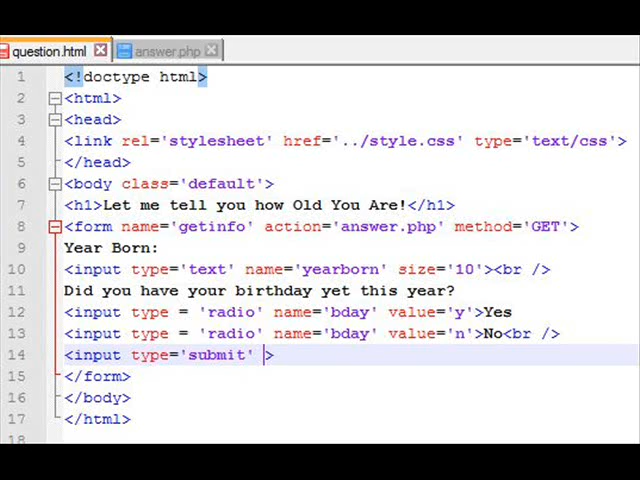 question.html answer.php
1 <!doctype html>
2 <html>
3 <head>
4 <link rel='stylesheet' href='../style.css' type='text/css'>
5 </head>
6 <body class='default'>
7 <h1>Let me tell you how Old You Are!</h1>
8 <form name='getinfo' action='answer.php' method='GET'>
9 Year Born:
10 <input type='text' name='yearborn' size='10'><br />
11 Did you have your birthday yet this year?
12 <input type = 'radio' name='bday' value='y'>Yes
13 <input type = 'radio' name='bday' value='n'>No<br />
14 <input type='submit' >
15 </form>
16 </body>
17 </html>
18